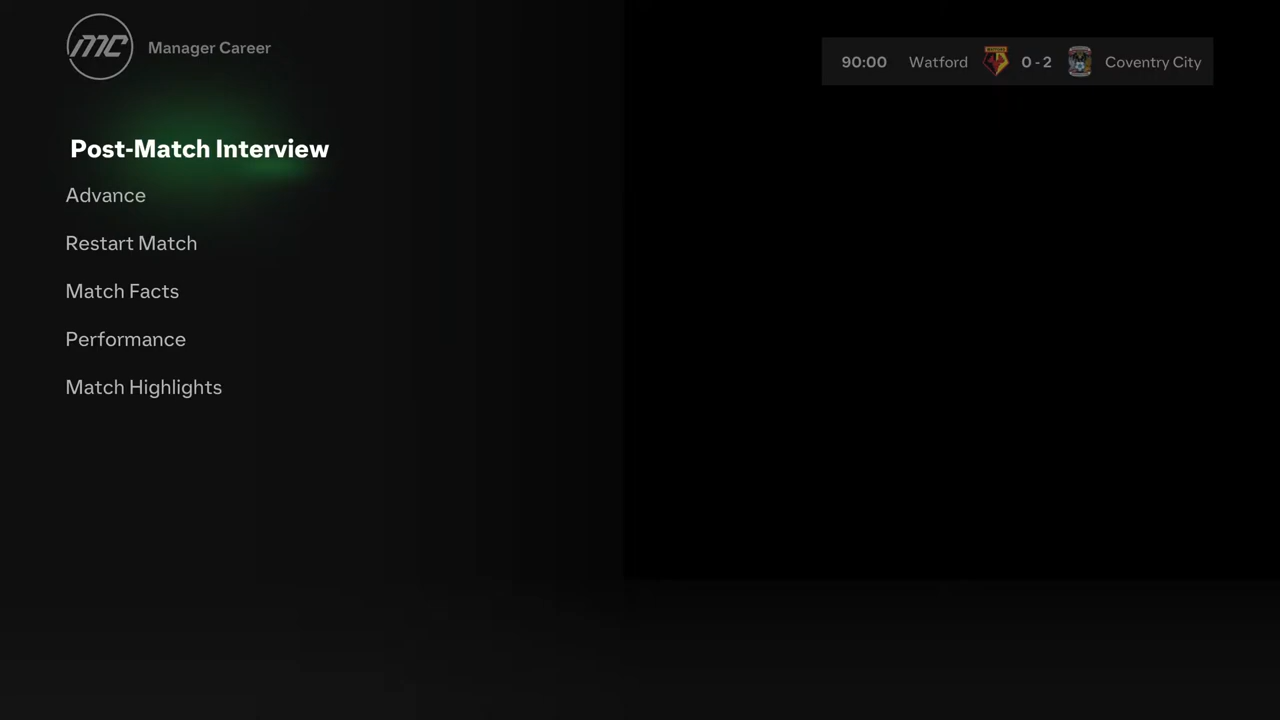 MC Manager Career
90:00 Watford 0 - 2 Coventry City
Post-Match Interview
Advance
Restart Match
Match Facts
Performance
Match Highlights